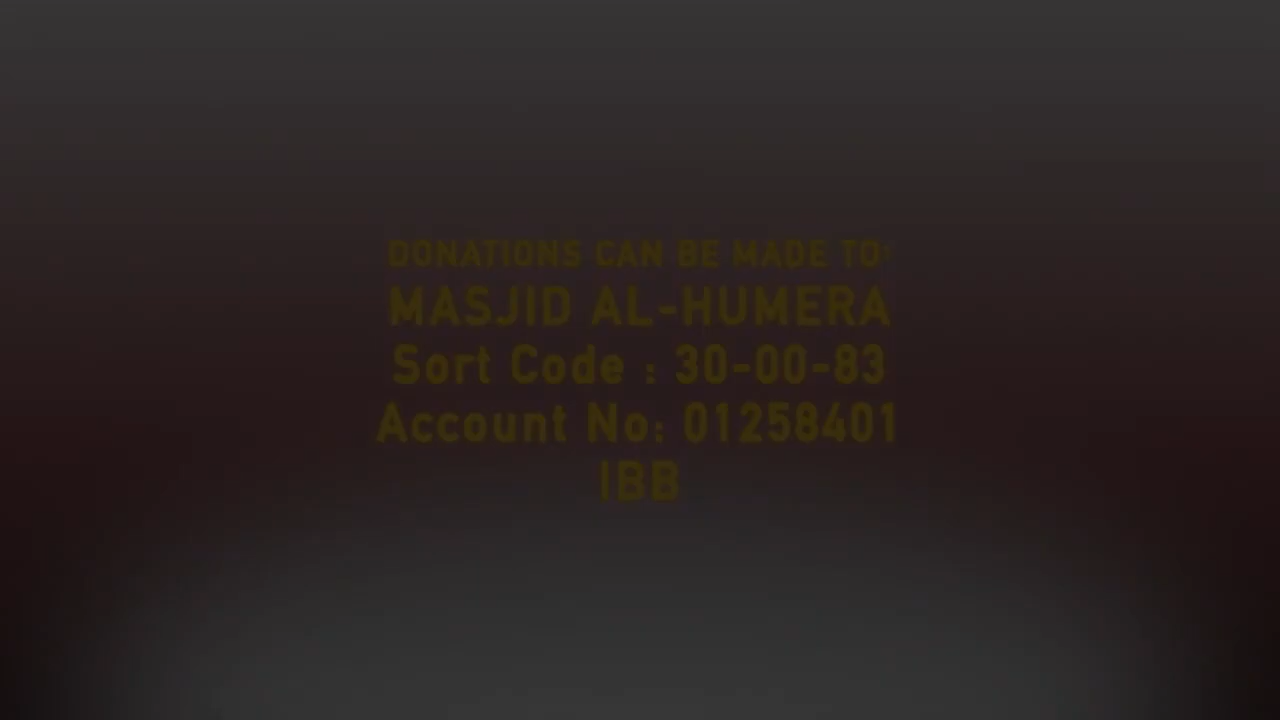 DONATIONS CAN BE MADE TO:
MASJID AL-HUMERA
Sort Code : 30-00-83
Account No: 01258401
IBB